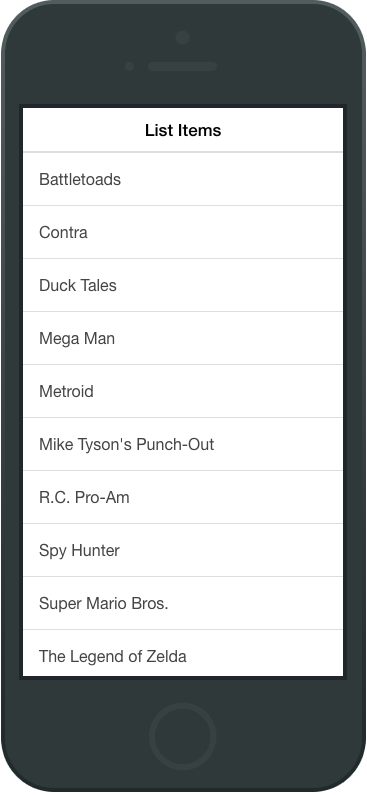 List Items
Battletoads
Contra
Duck Tales
Mega Man
Metroid
Mike Tyson's Punch-Out
R.C. Pro-Am
Spy Hunter
Super Mario Bros.
The Legend of Zelda